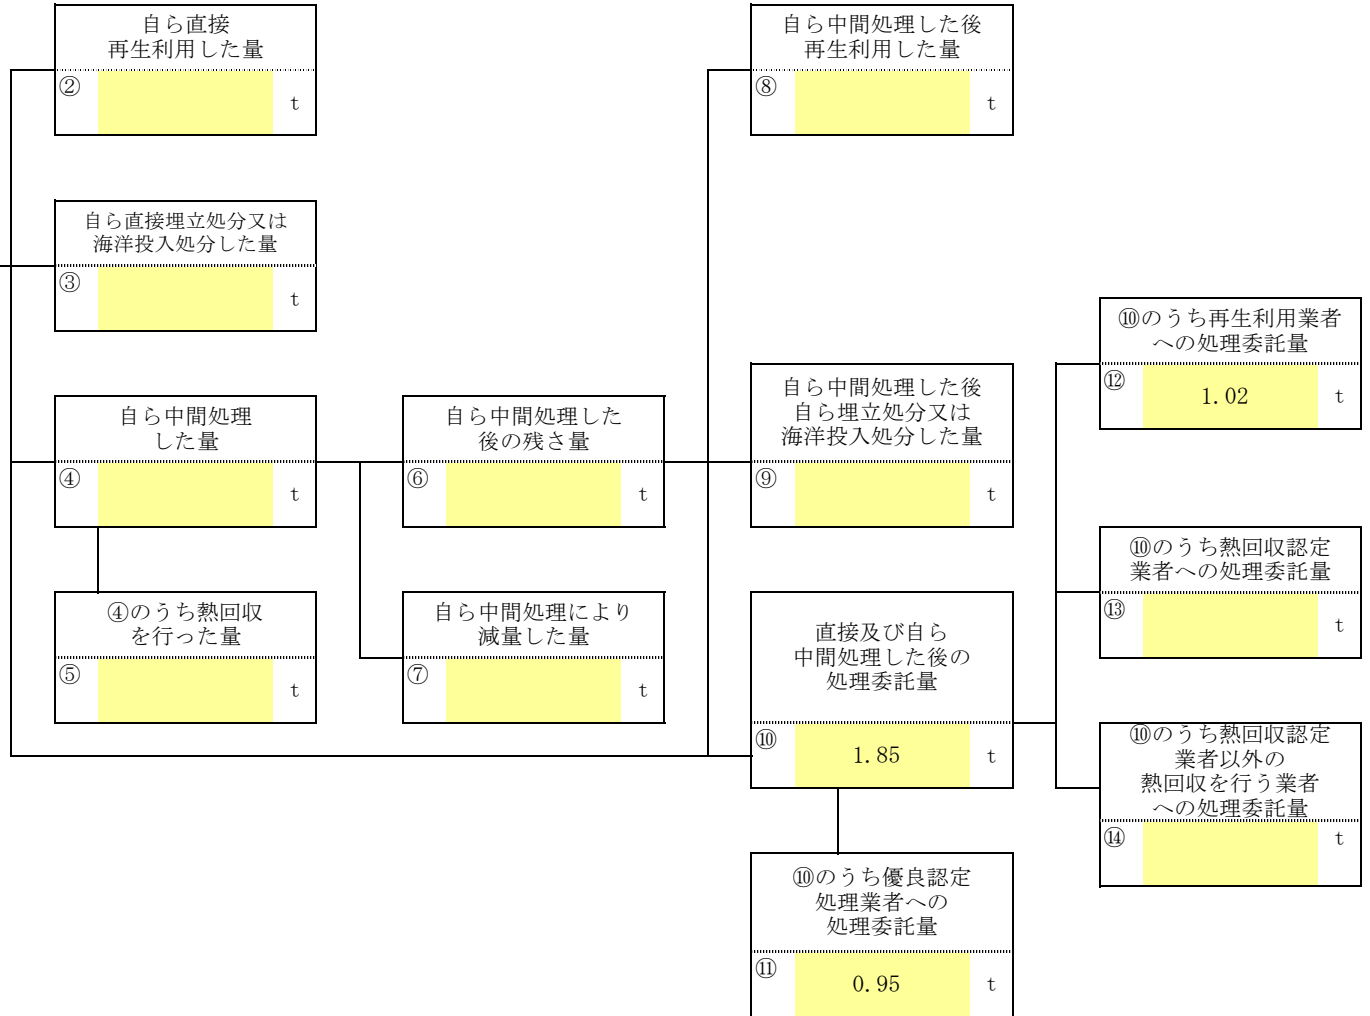 自ら直接
再生利用した量
②
t
自ら直接埋立処分又は
海洋投入処分した量
③
t
自ら中間処理
した量
④
t
④のうち熱回収
を行った量
⑤
t
自ら中間処理した
後の残さ量
⑥
t
自ら中間処理により
減量した量
⑦
t
自ら中間処理した後
再生利用した量
⑧
t
自ら中間処理した後
自ら埋立処分又は
海洋投入処分した量
⑨
t
直接及び自ら
中間処理した後の
処理委託量
⑩ 1.85 t
⑩のうち優良認定
処理業者への
処理委託量
⑪ 0.95 t
⑩のうち再生利用業者
への処理委託量
⑫ 1.02 t
⑩のうち熱回収認定
業者への処理委託量
⑬
t
⑩のうち熱回収認定
業者以外の
熱回収を行う業者
への処理委託量
⑭
t